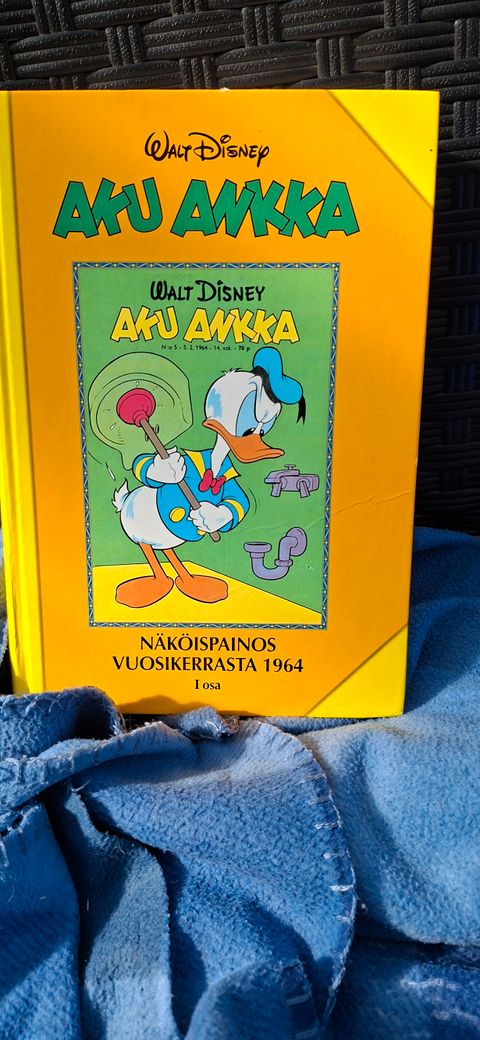 WALT DISNEY
AKU ANKKA
WALT DISNEY
AKU ANKKA
N:o 5 - 5. 2. 1964 - 14. vsk. - 70 p
NÄKÖISPAINOS
VUOSIKERRASTA 1964
I osa